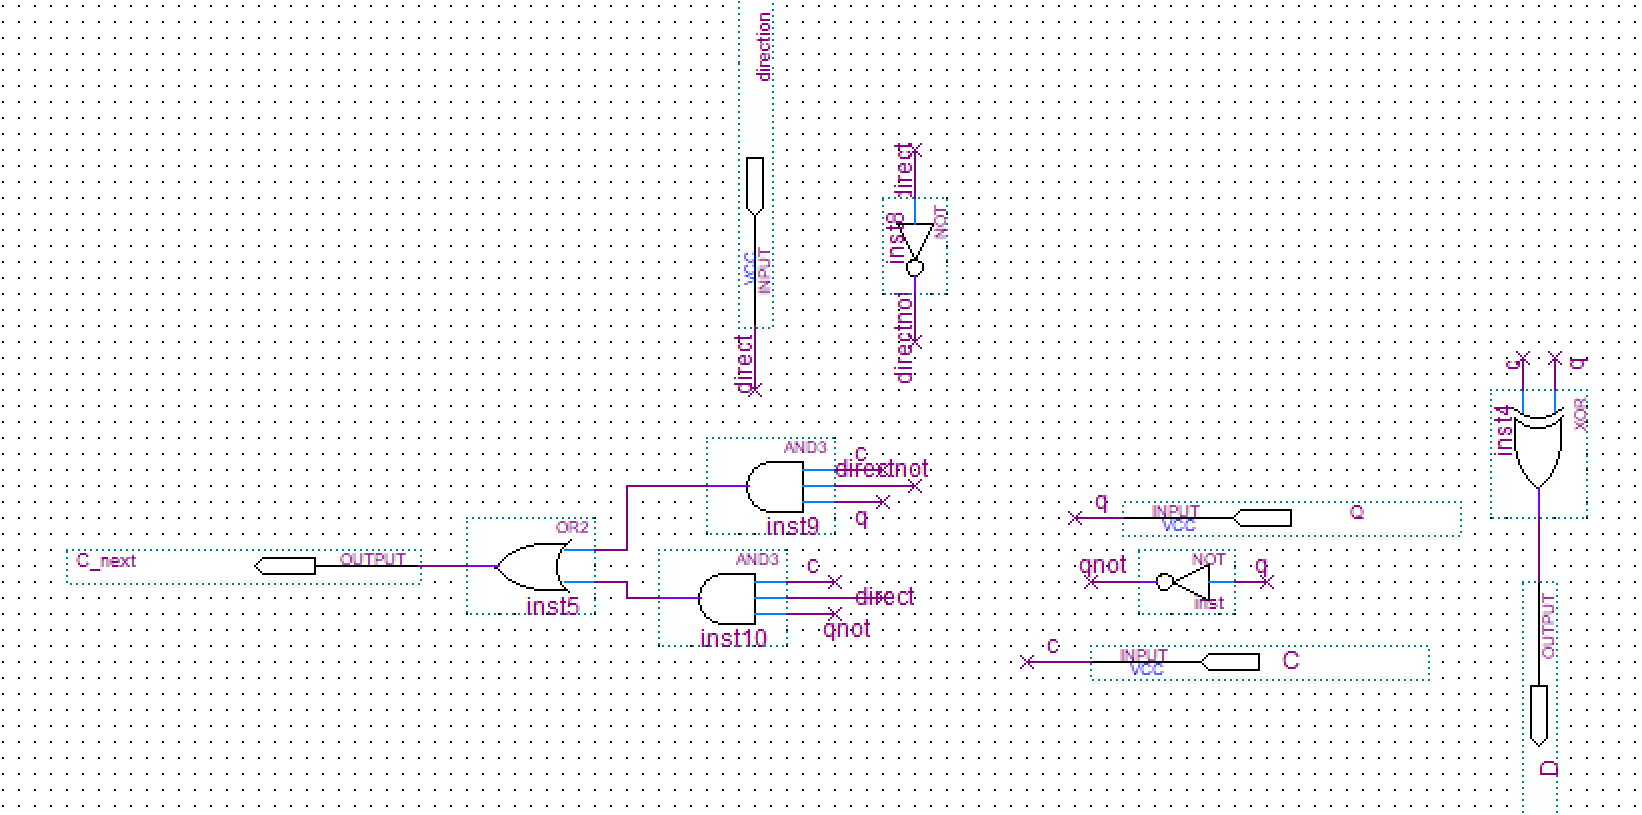 direction
VCC
INPUT
direct
direct
inst8
NOT
directnot
c
q
inst4
XOR
AND3
c
directnot
q
inst9
q
INPUT
VCC
Q
OR2
inst5
C_next
OUTPUT
AND3
c
direct
qnot
inst10
qnot
NOT
q
inst
c
INPUT
VCC
C
OUTPUT
D